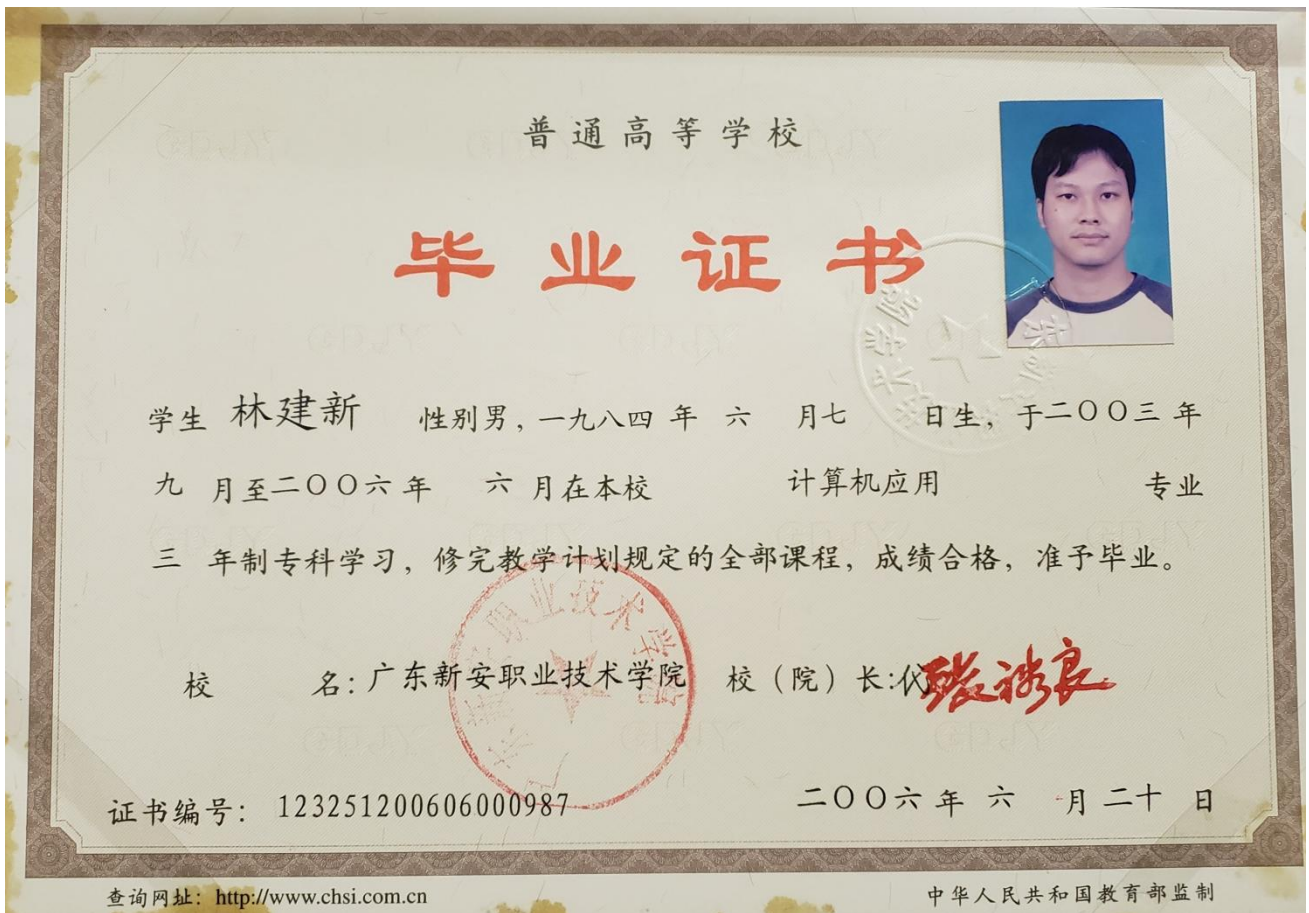 普通高等学校
毕业证书
学生 林建新 性别男，一九八四 年 六 月七 日生，于二〇〇三 年
九 月至二〇〇六 年 六 月在本校 计算机应用 专业
三 年制专科学习，修完教学计划规定的全部课程，成绩合格，准予毕业。
校 名：广东新安职业技术学院 校（院）长：代
证书编号： 123251200606000987 二〇〇六 年 六 月 二十 日
查询网址：http://www.chsi.com.cn 中华人民共和国教育部监制